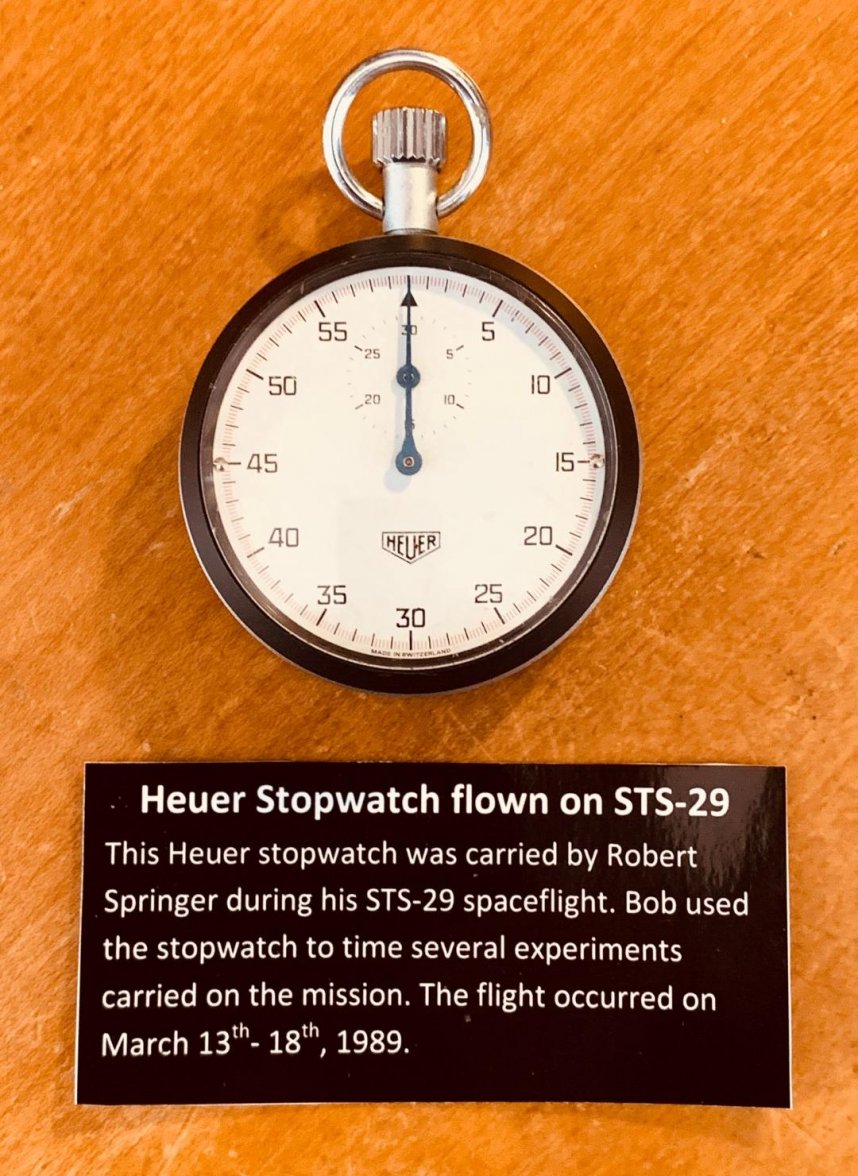 55
5
30
25
5
50
10
20
10
45
15
40
HEUER
20
35
25
30
MADE IN SWITZERLAND
Heuer Stopwatch flown on STS-29
This Heuer stopwatch was carried by Robert
Springer during his STS-29 spaceflight. Bob used
the stopwatch to time several experiments
carried on the mission. The flight occurred on
March 13th- 18th, 1989.